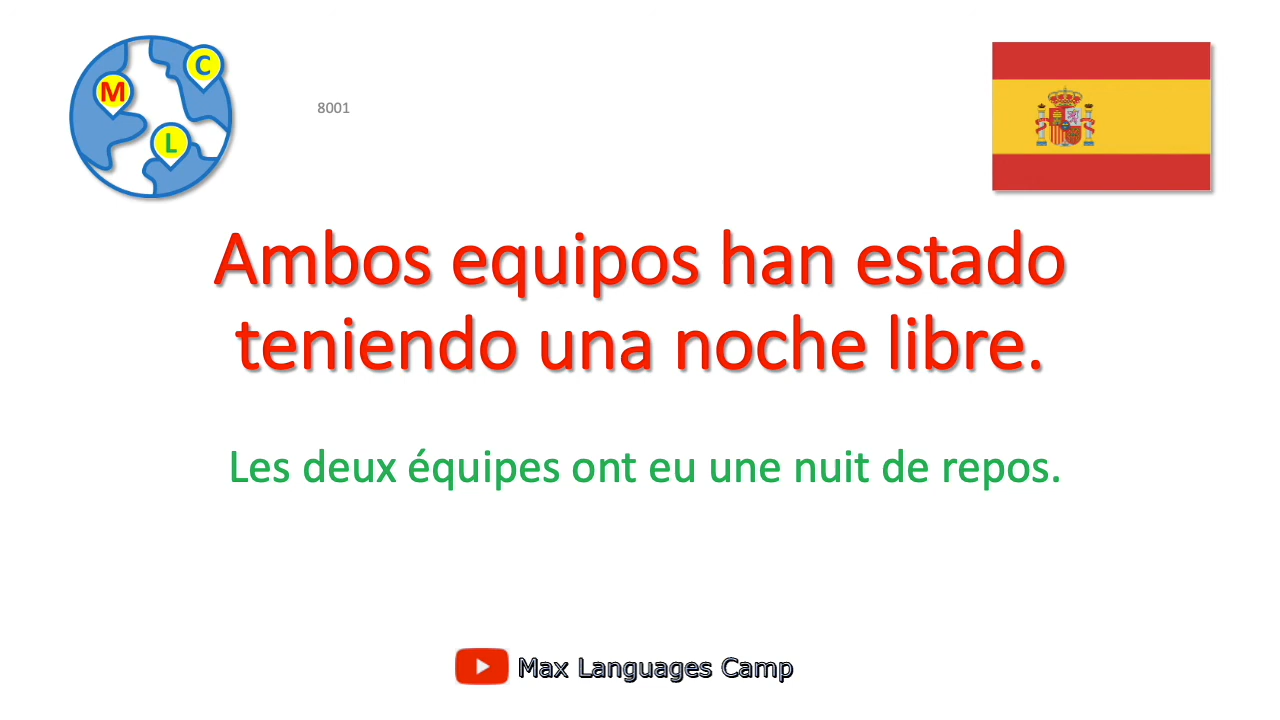 M
C
L
8001
Ambos equipos han estado
teniendo una noche libre.
Les deux équipes ont eu une nuit de repos.
Max Languages Camp